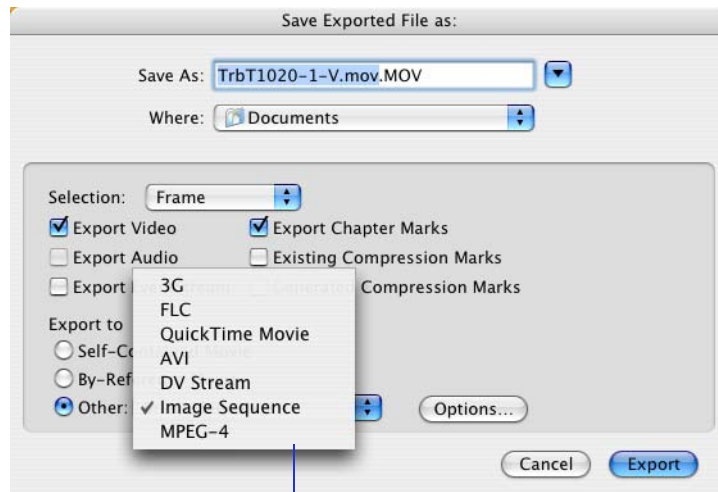 Save Exported File as:
Save As: TrbT1020-1-V.mov.MOV
Where: Documents
Selection: Frame
Export Video
Export Chapter Marks
Export Audio
Existing Compression Marks
Export
Compression Marks
3G
FLC
QuickTime Movie
AVI
DV Stream
Image Sequence
MPEG-4
Export to
Self-Co
By-Ref
Other:
Options...
Cancel
Export